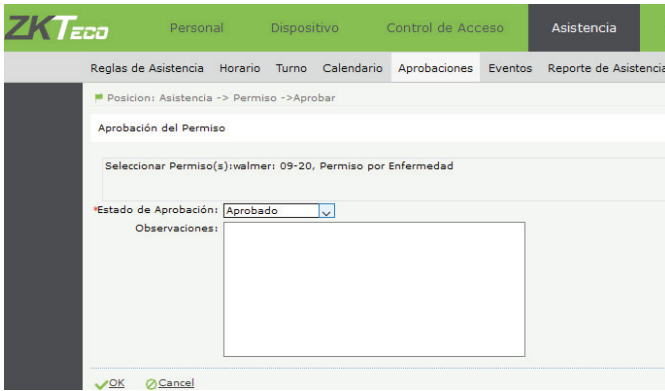 ZKTeco
Personal Dispositivo Control de Acceso Asistencia
Reglas de Asistencia Horario Turno Calendario Aprobaciones Eventos Reporte de Asistencia
Posicion: Asistencia -> Permiso ->Aprobar
Aprobación del Permiso
Seleccionar Permiso(s):walmer: 09-20, Permiso por Enfermedad
*Estado de Aprobación: Aprobado
Observaciones:
OK Cancel